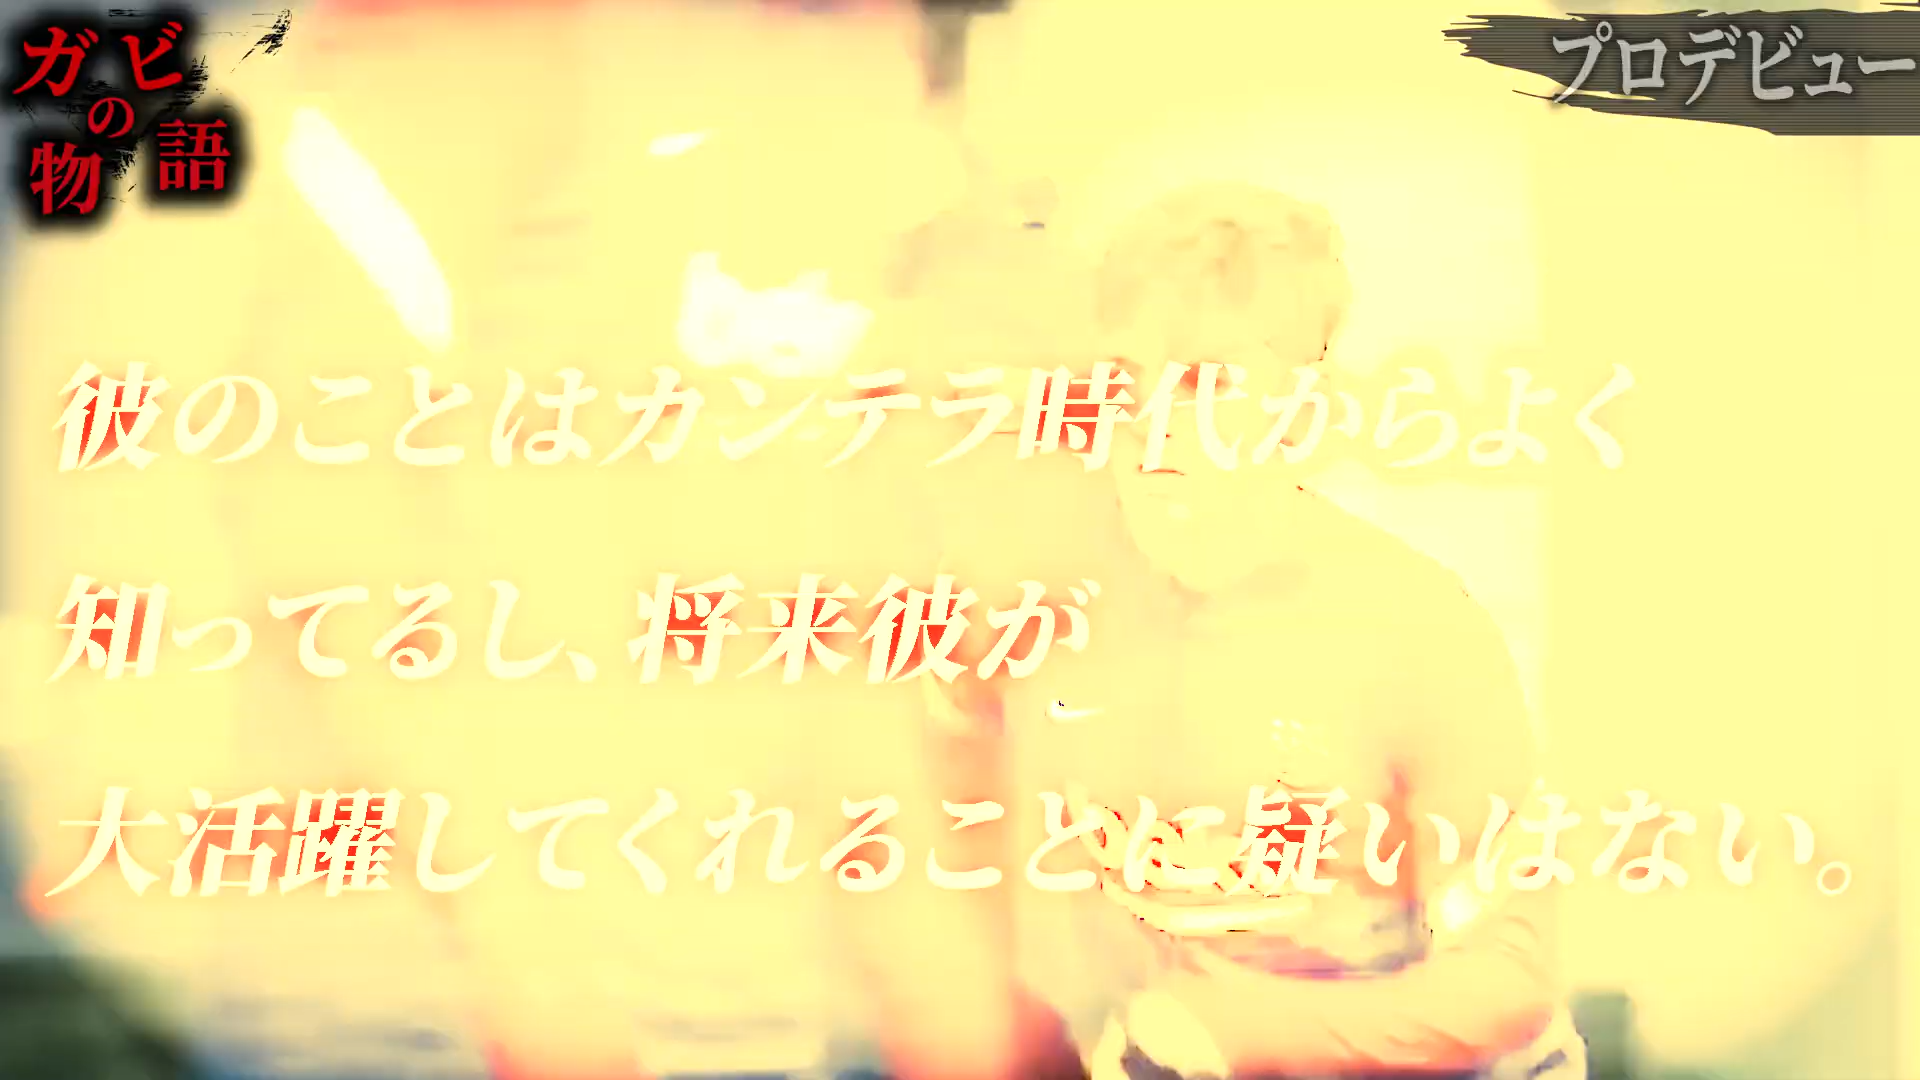 ガビの物語
プロデビュー
彼のことはカンテラ時代からよく
知ってるし、将来彼が
大活躍してくれることに疑いはない。